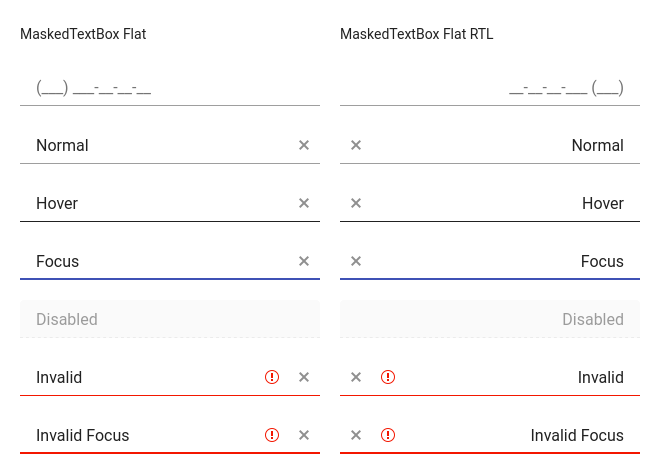 MaskedTextBox Flat
MaskedTextBox Flat RTL
(___) ___-__-__-__
__-__-__-___ (___)
Normal
Normal
Hover
Hover
Focus
Focus
Disabled
Disabled
Invalid
Invalid
Invalid Focus
Invalid Focus